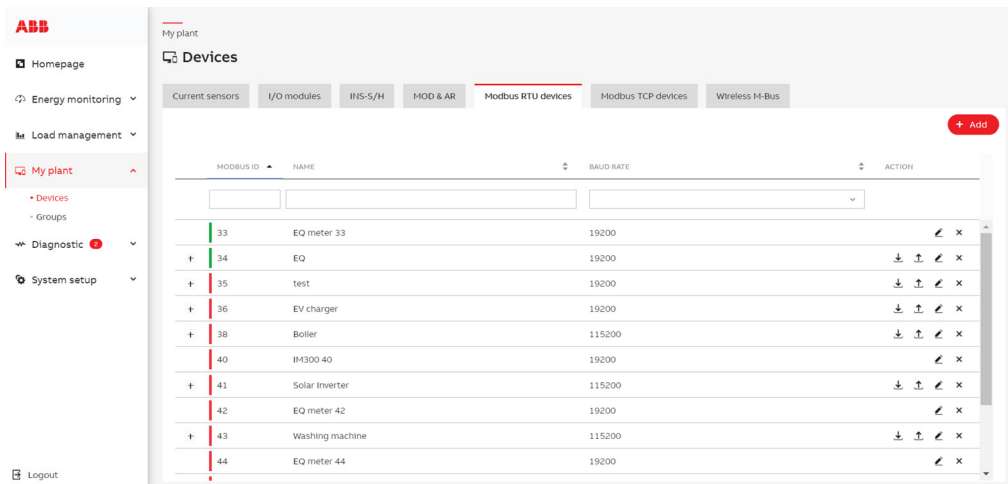 ABB
Homepage
Energy monitoring
Load management
My plant
• Devices
- Groups
Diagnostic 2
System setup
Logout
My plant
Devices
Current sensors I/O modules INS-S/H MOD & AR Modbus RTU devices Modbus TCP devices Wireless M-Bus
+ Add
MODBUS ID NAME BAUD RATE ACTION
33 EQ meter 33 19200
+ 34 EQ 19200
+ 35 test 19200
+ 36 EV charger 19200
+ 38 Boiler 115200
40 IM300 40 19200
+ 41 Solar Inverter 115200
42 EQ meter 42 19200
+ 43 Washing machine 115200
44 EQ meter 44 19200